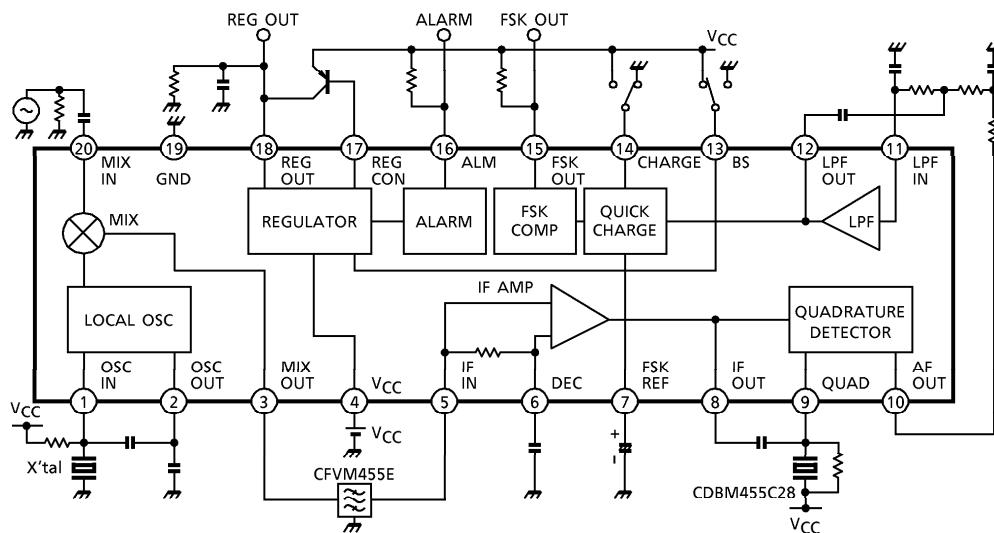 REG OUT
ALARM
FSK OUT
VCC
20
19
18
17
16
15
14
13
12
11
MIX IN
GND
REG OUT
REG CON
ALM
FSK OUT
CHARGE
BS
LPF OUT
LPF IN
MIX
REGULATOR
ALARM
FSK COMP
QUICK CHARGE
LPF
LOCAL OSC
IF AMP
QUADRATURE DETECTOR
OSC IN
OSC OUT
MIX OUT
VCC
IF IN
DEC
FSK REF
IF OUT
QUAD
AF OUT
1
2
3
4
5
6
7
8
9
10
VCC
X'tal
VCC
+
-
CFVM455E
CDBM455C28
VCC